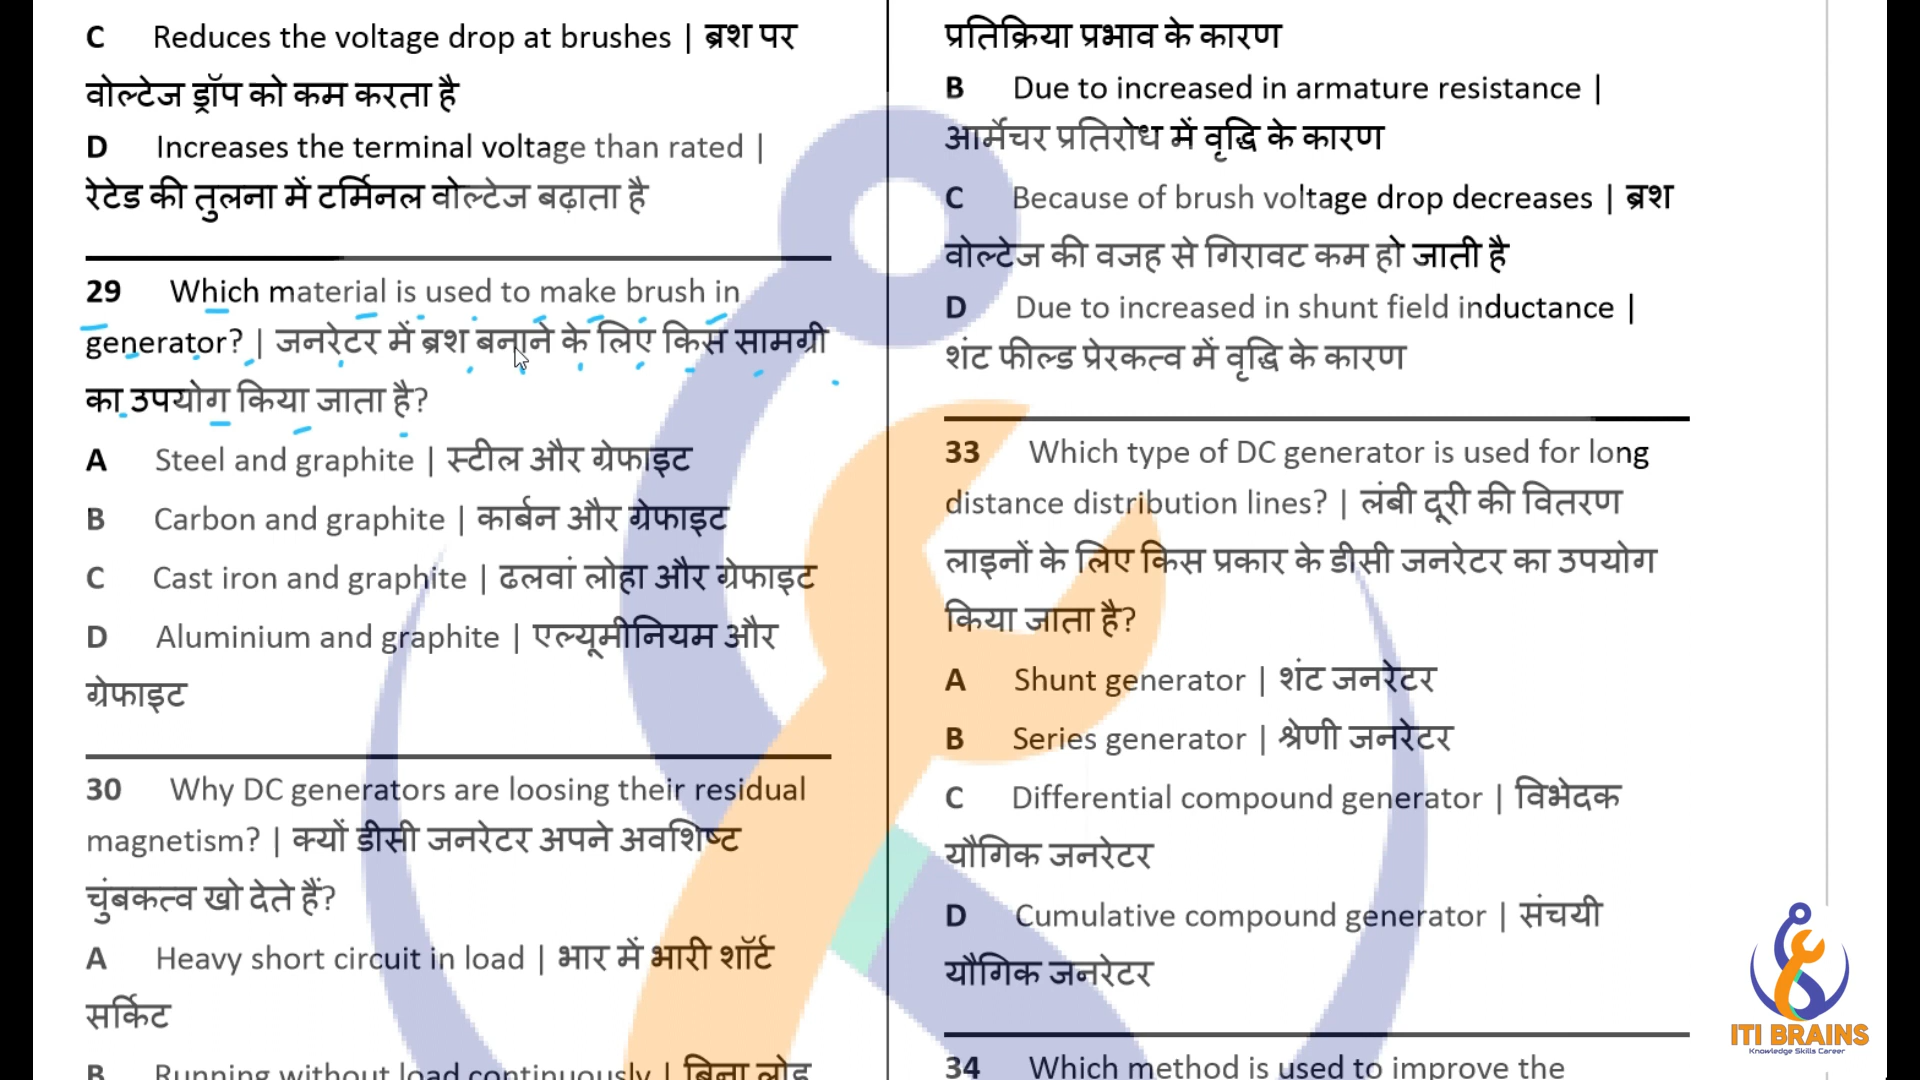 C Reduces the voltage drop at brushes | ब्रश पर
वोल्टेज ड्रॉप को कम करता है
D Increases the terminal voltage than rated |
रेटेड की तुलना में टर्मिनल वोल्टेज बढ़ाता है
29 Which material is used to make brush in
generator? | जनरेटर में ब्रश बनाने के लिए किस सामग्री
का उपयोग किया जाता है?
A Steel and graphite | स्टील और ग्रेफाइट
B Carbon and graphite | कार्बन और ग्रेफाइट
C Cast iron and graphite | ढलवां लोहा और ग्रेफाइट
D Aluminium and graphite | एल्यूमीनियम और
ग्रेफाइट
30 Why DC generators are loosing their residual
magnetism? | क्यों डीसी जनरेटर अपने अवशिष्ट
चुंबकत्व खो देते हैं?
A Heavy short circuit in load | भार में भारी शॉर्ट
सर्किट
B Running without load continuously | बिना लोड
प्रतिक्रिया प्रभाव के कारण
B Due to increased in armature resistance |
आर्मेचर प्रतिरोध में वृद्धि के कारण
C Because of brush voltage drop decreases | ब्रश
वोल्टेज की वजह से गिरावट कम हो जाती है
D Due to increased in shunt field inductance |
शंट फील्ड प्रेरकत्व में वृद्धि के कारण
33 Which type of DC generator is used for long
distance distribution lines? | लंबी दूरी की वितरण
लाइनों के लिए किस प्रकार के डीसी जनरेटर का उपयोग
किया जाता है?
A Shunt generator | शंट जनरेटर
B Series generator | श्रेणी जनरेटर
C Differential compound generator | विभेदक
यौगिक जनरेटर
D Cumulative compound generator | संचयी
यौगिक जनरेटर
34 Which method is used to improve the
ITI BRAINS
Knowledge Skills Career